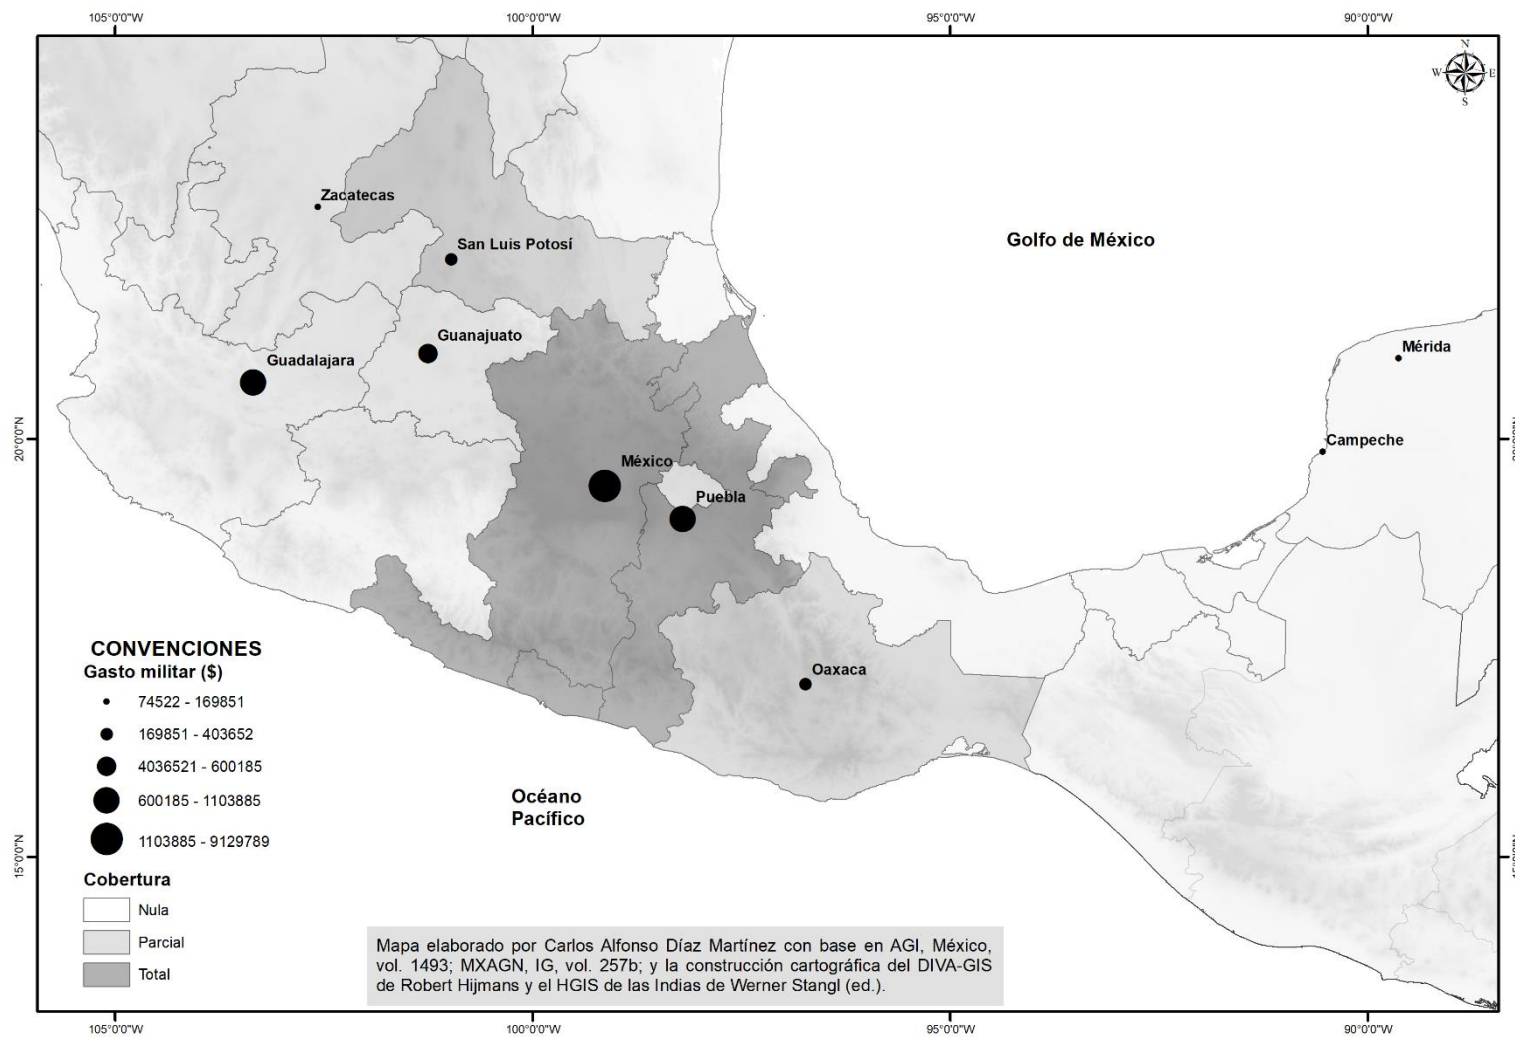 105°0'0"W
100°0'0"W
95°0'0"W
90°0'0"W
N
W
E
S
Zacatecas
San Luis Potosí
Golfo de México
Guanajuato
Guadalajara
Mérida
20°0'0"N
Campeche
México
Puebla
Oaxaca
CONVENCIONES
Gasto militar ($)
74522 - 169851
169851 - 403652
4036521 - 600185
600185 - 1103885
1103885 - 9129789
Océano
Pacífico
15°0'0"N
Cobertura
Nula
Parcial
Total
Mapa elaborado por Carlos Alfonso Díaz Martínez con base en AGI, México,
vol. 1493; MXAGN, IG, vol. 257b; y la construcción cartográfica del DIVA-GIS
de Robert Hijmans y el HGIS de las Indias de Werner Stangl (ed.).
105°0'0"W
100°0'0"W
95°0'0"W
90°0'0"W